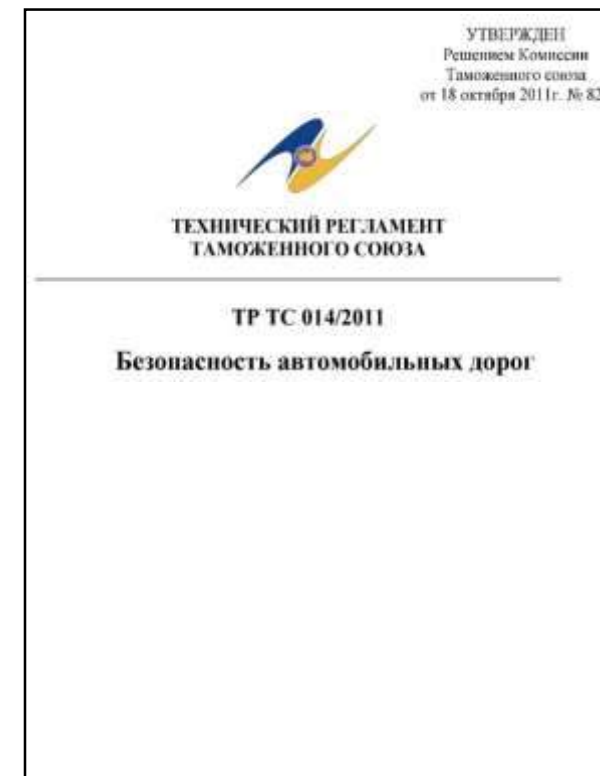 УТВЕРЖДЕН
Решением Комиссии
Таможенного союза
от 18 октября 2011г. № 82
ТЕХНИЧЕСКИЙ РЕГЛАМЕНТ
ТАМОЖЕННОГО СОЮЗА
ТР ТС 014/2011
Безопасность автомобильных дорог